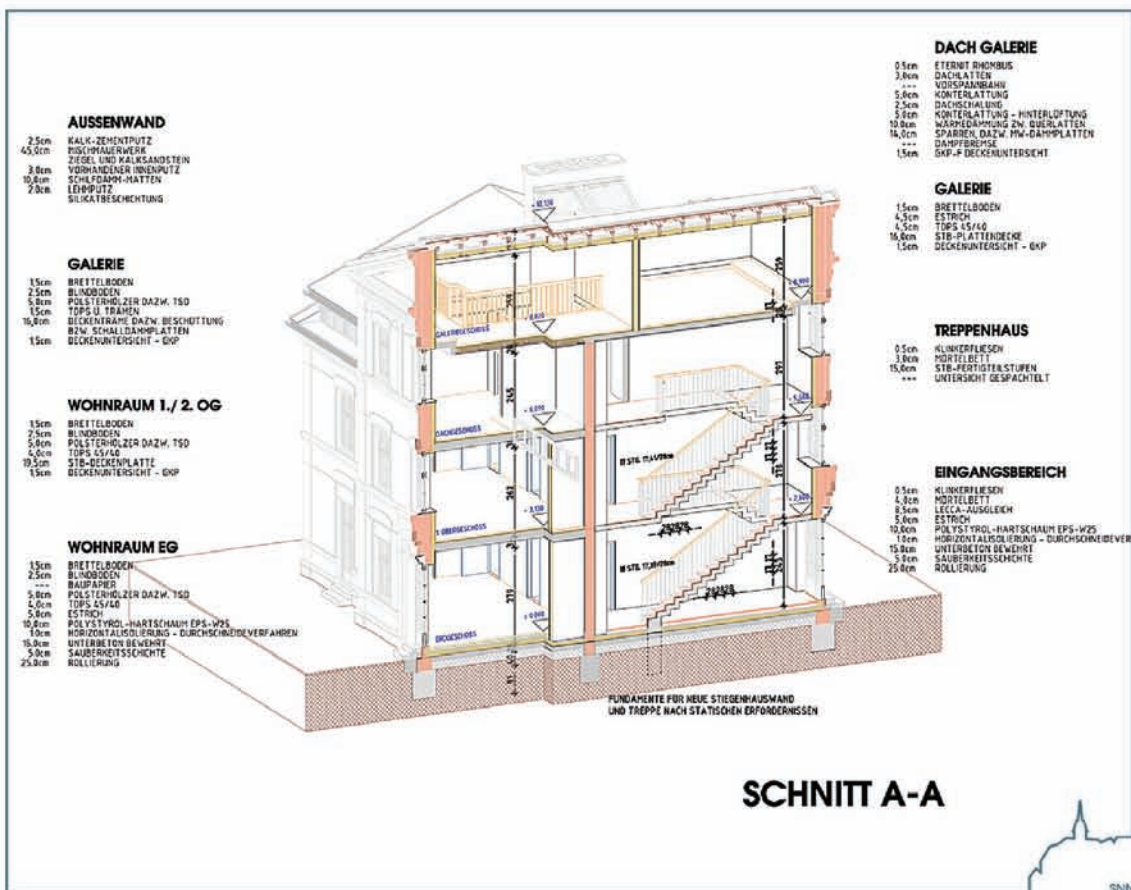 AUSSENWAND
2.5cm KALK-ZEMENTPUTZ
45,0cm MISCHMAUERWERK
ZIEGEL UND KALKSANDSTEIN
3.0cm VORHANDENER INNENPUTZ
10,0cm SCHILFDÄMM-MATTEN
2.0cm LEHMPUTZ
SILIKATBESCHICHTUNG
GALERIE
1,5cm BRETTELBODEN
2.5cm BLINDBODEN
5,0cm POLSTERHÖLZER DAZW. TSD
1,5cm TDPS Ü. TRÄMEN
16,0cm DECKENTRÄME DAZW. BESCHÜTTUNG
BZW. SCHALLDÄMMPLATTEN
1,5cm DECKENUNTERSICHT - GKP
WOHNRAUM 1./ 2. OG
1,5cm BRETTELBODEN
2.5cm BLINDBODEN
5,0cm POLSTERHÖLZER DAZW. TSD
4,0cm TDPS 45/40
19,5cm STB-DECKENPLATTE
1,5cm DECKENUNTERSICHT - GKP
WOHNRAUM EG
1,5cm BRETTELBODEN
2.5cm BLINDBODEN
--- BAUPAPIER
5,0cm POLSTERHÖLZER DAZW. TSD
4,0cm TDPS 45/40
5,0cm ESTRICH
10,0cm POLYSTYROL-HARTSCHAUM EPS-W25
1.0cm HORIZONTALISOLIERUNG - DURCHSCHNEIDEVERFAHREN
15,0cm UNTERBETON BEWEHRT
5.0cm SAUBERKEITSSCHICHTE
25.0cm ROLLIERUNG
DACH GALERIE
0.5cm ETERNIT RHOMBUS
3,0cm DACHLATTEN
--- VORSPANNBAHN
5,0cm KONTERLATTUNG
2,5cm DACHSCHALUNG
5,0cm KONTERLATTUNG - HINTERLÜFTUNG
10,0cm WÄRMEDÄMMUNG ZW. QUERLATTEN
14,0cm SPARREN, DAZW. MW-DÄMMPLATTEN
--- DAMPFBREMSE
1,5cm GKP-F DECKENUNTERSICHT
GALERIE
1,5cm BRETTELBODEN
4,5cm ESTRICH
4,5cm TDPS 45/40
16,0cm STB-PLATTENDECKE
1,5cm DECKENUNTERSICHT - GKP
TREPPENHAUS
0.5cm KLINKERFLIESEN
3,0cm MÖRTELBETT
15,0cm STB-FERTIGTEILSTUFEN
--- UNTERSICHT GESPACHTELT
EINGANGSBEREICH
0.5cm KLINKERFLIESEN
4,0cm MÖRTELBETT
8,5cm LECCA-AUSGLEICH
5,0cm ESTRICH
10,0cm POLYSTYROL-HARTSCHAUM EPS-W25
1.0cm HORIZONTALISOLIERUNG - DURCHSCHNEIDEVER
15,0cm UNTERBETON BEWEHRT
5.0cm SAUBERKEITSSCHICHTE
25.0cm ROLLIERUNG
GALERIEGESCHOSS
259
DACHGESCHOSS
245
291
1. OBERGESCHOSS
262
ERDGESCHOSS
± 0,00
FUNDAMENTE FÜR NEUE STIEGENHAUSWAND
UND TREPPE NACH STATISCHEN ERFORDERNISSEN
SCHNITT A-A